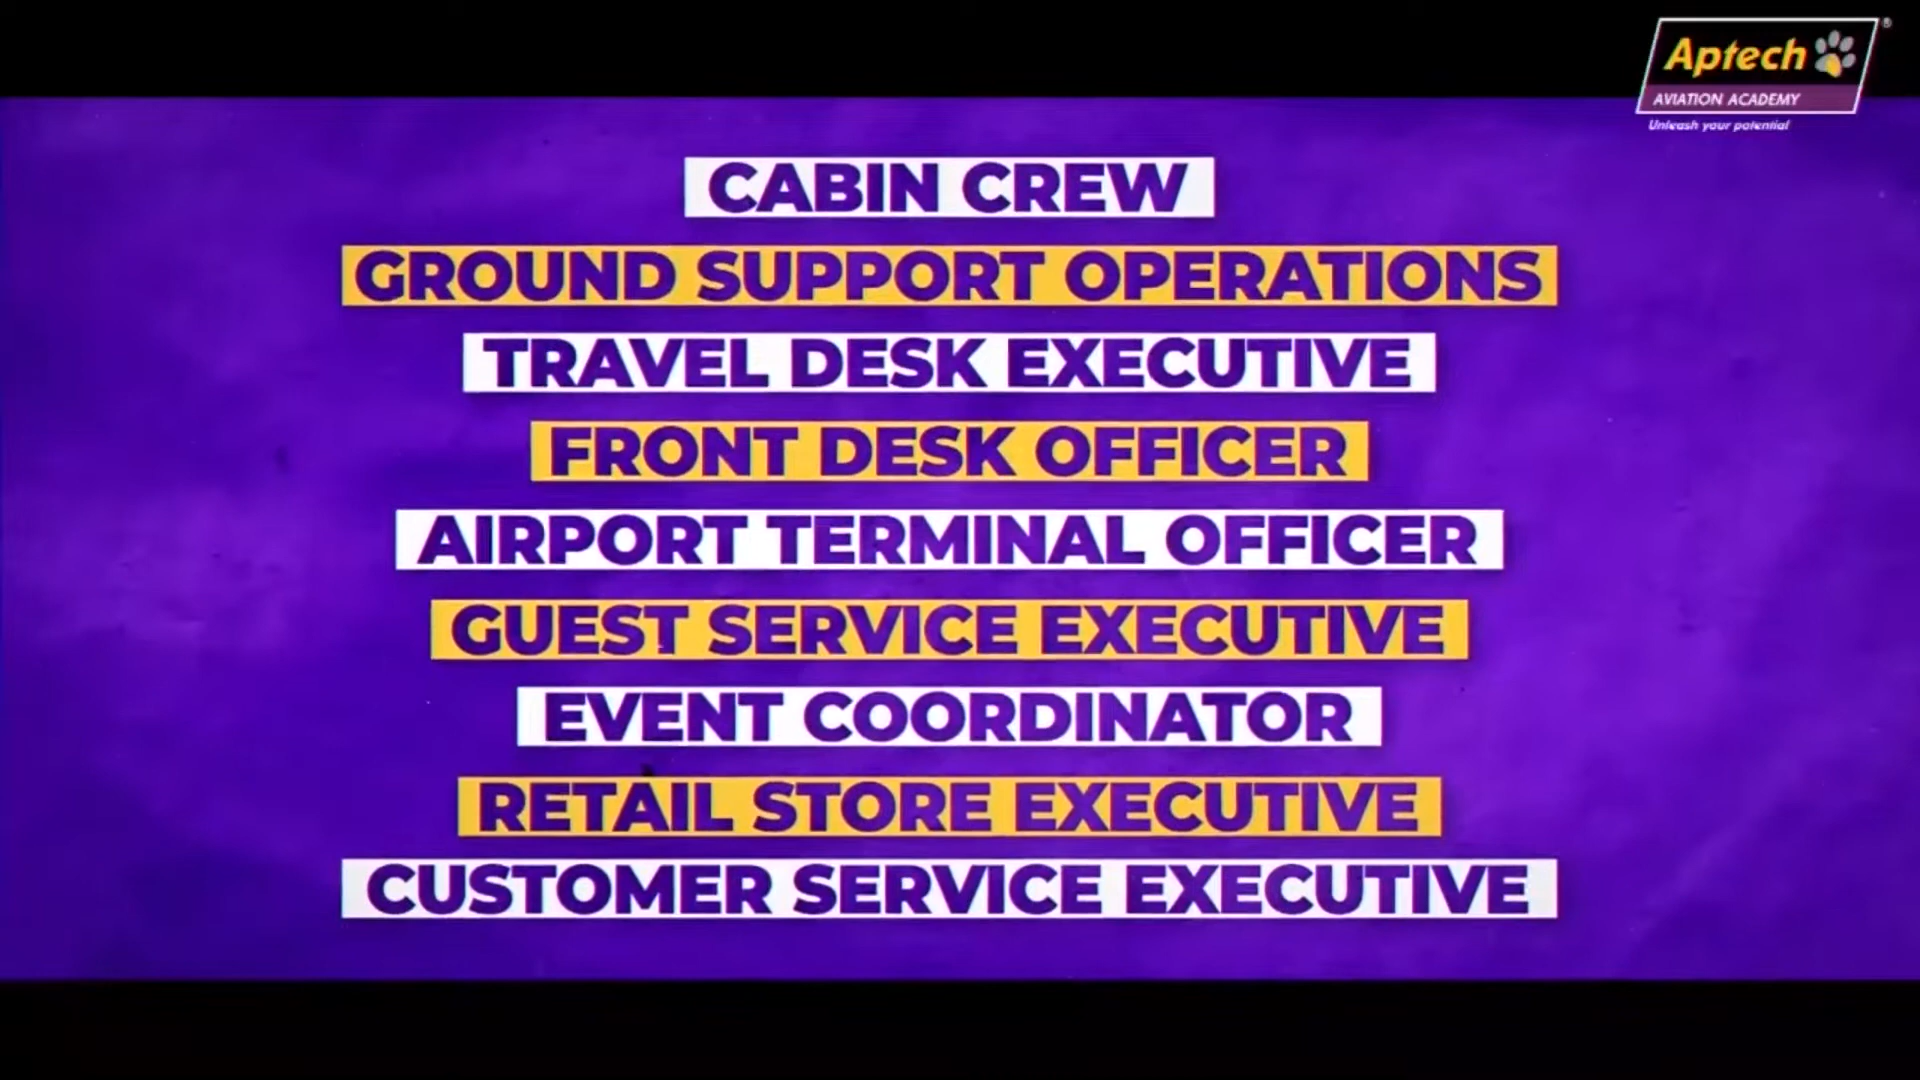 Aptech
AVIATION ACADEMY
Unleash your potential
CABIN CREW
GROUND SUPPORT OPERATIONS
TRAVEL DESK EXECUTIVE
FRONT DESK OFFICER
AIRPORT TERMINAL OFFICER
GUEST SERVICE EXECUTIVE
EVENT COORDINATOR
RETAIL STORE EXECUTIVE
CUSTOMER SERVICE EXECUTIVE